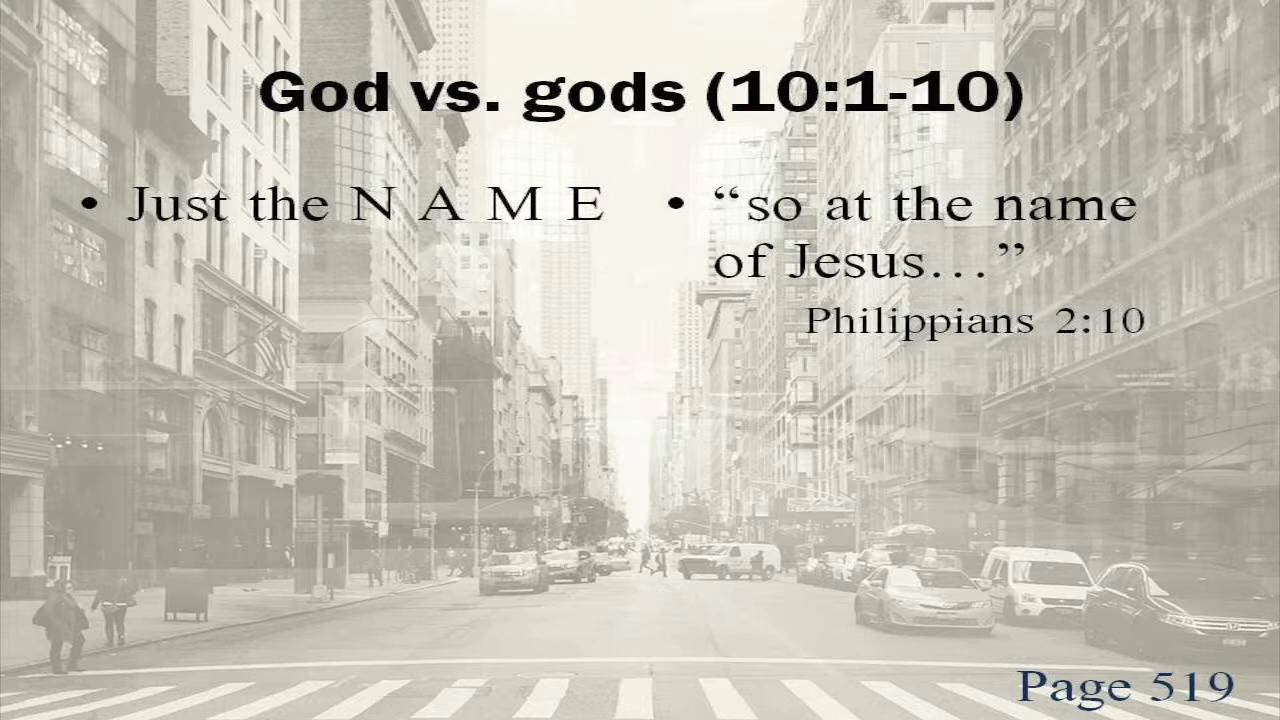 God vs. gods (10:1-10)
• Just the N A M E
• “so at the name
of Jesus…”
Philippians 2:10
Page 519